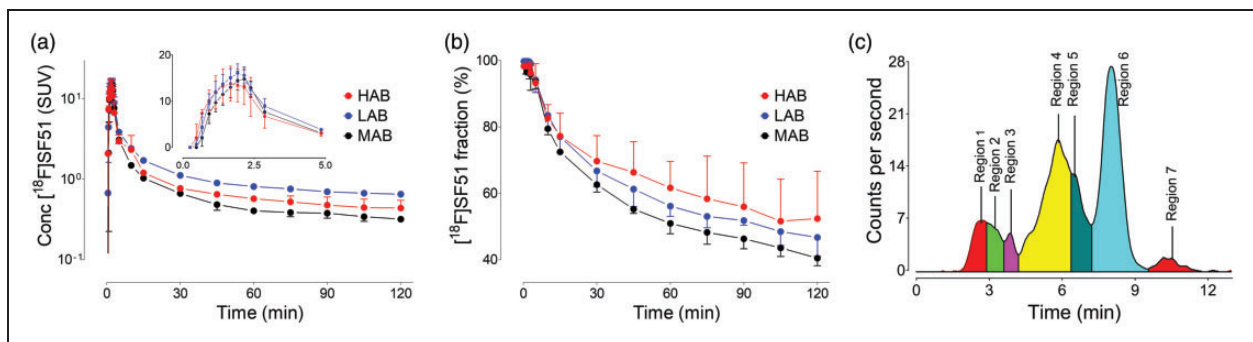 (a)
Conc [¹⁸F]SF51 (SUV)
10¹
10⁰
10⁻¹
0
30
60
90
120
Time (min)
20
10
0
0.0
2.5
5.0
HAB
LAB
MAB
(b)
[¹⁸F]SF51 fraction (%)
100
80
60
40
0
30
60
90
120
Time (min)
HAB
LAB
MAB
(c)
Counts per second
28
21
14
7
0
0
3
6
9
12
Time (min)
Region 1
Region 2
Region 3
Region 4
Region 5
Region 6
Region 7